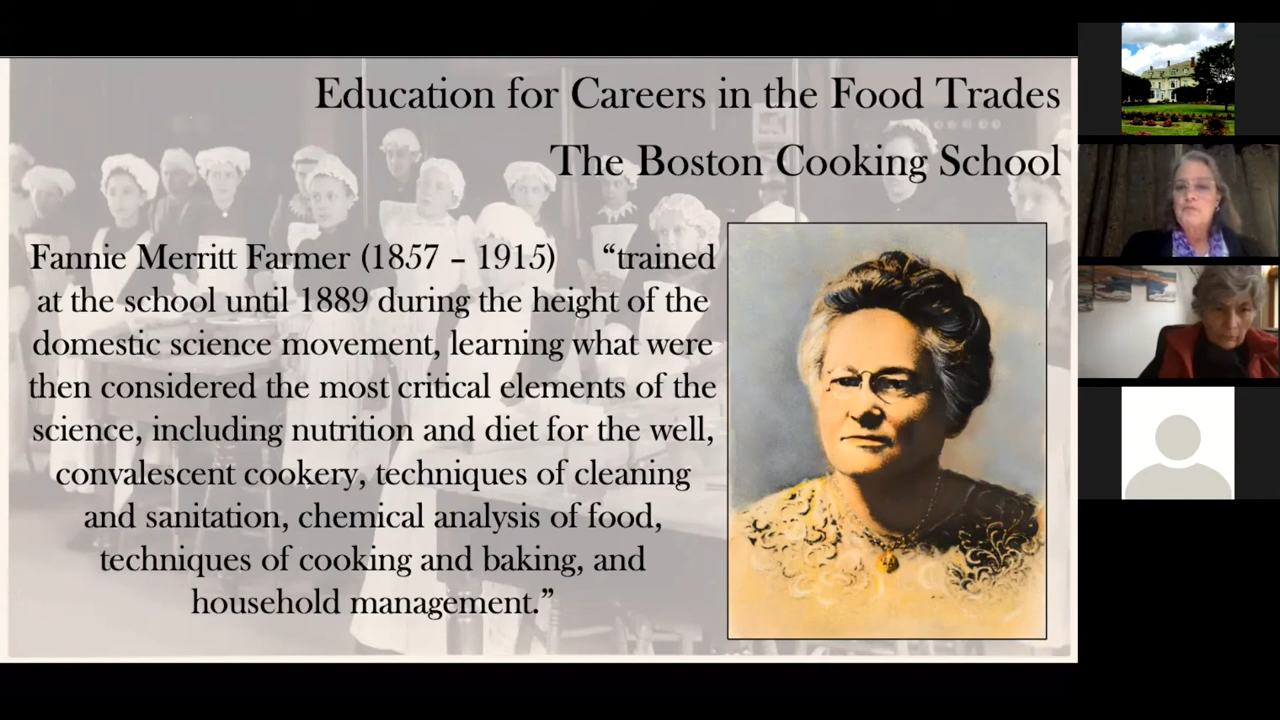 Education for Careers in the Food Trades
The Boston Cooking School
Fannie Merritt Farmer (1857 – 1915) “trained
at the school until 1889 during the height of the
domestic science movement, learning what were
then considered the most critical elements of the
science, including nutrition and diet for the well,
convalescent cookery, techniques of cleaning
and sanitation, chemical analysis of food,
techniques of cooking and baking, and
household management.”